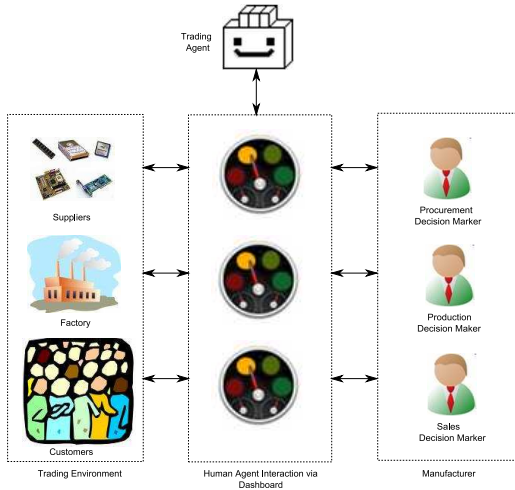 Trading
Agent
Suppliers
Procurement
Decision Marker
Factory
Production
Decision Maker
Customers
Sales
Decision Marker
Trading Environment
Human Agent Interaction via
Dashboard
Manufacturer